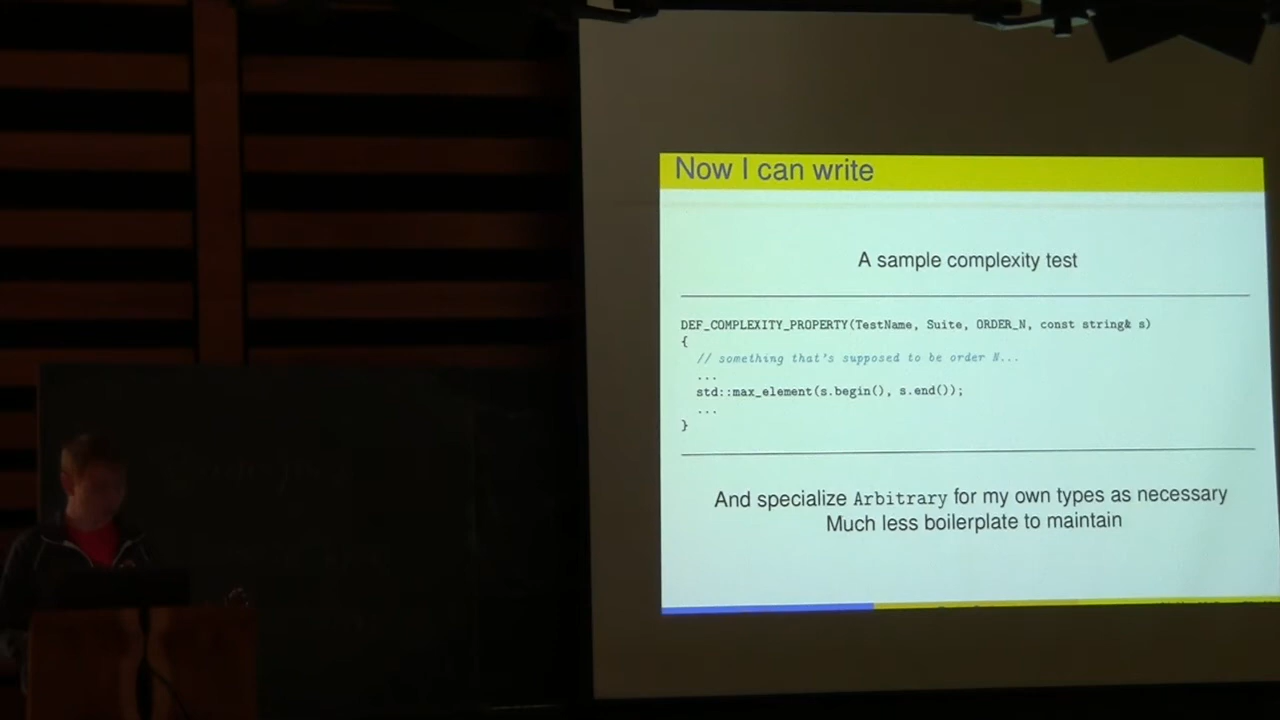 Now I can write
A sample complexity test
DEF_COMPLEXITY_PROPERTY(TestName, Suite, ORDER_N, const string& s)
{
// something that's supposed to be order N...
...
std::max_element(s.begin(), s.end());
...
}
And specialize Arbitrary for my own types as necessary
Much less boilerplate to maintain